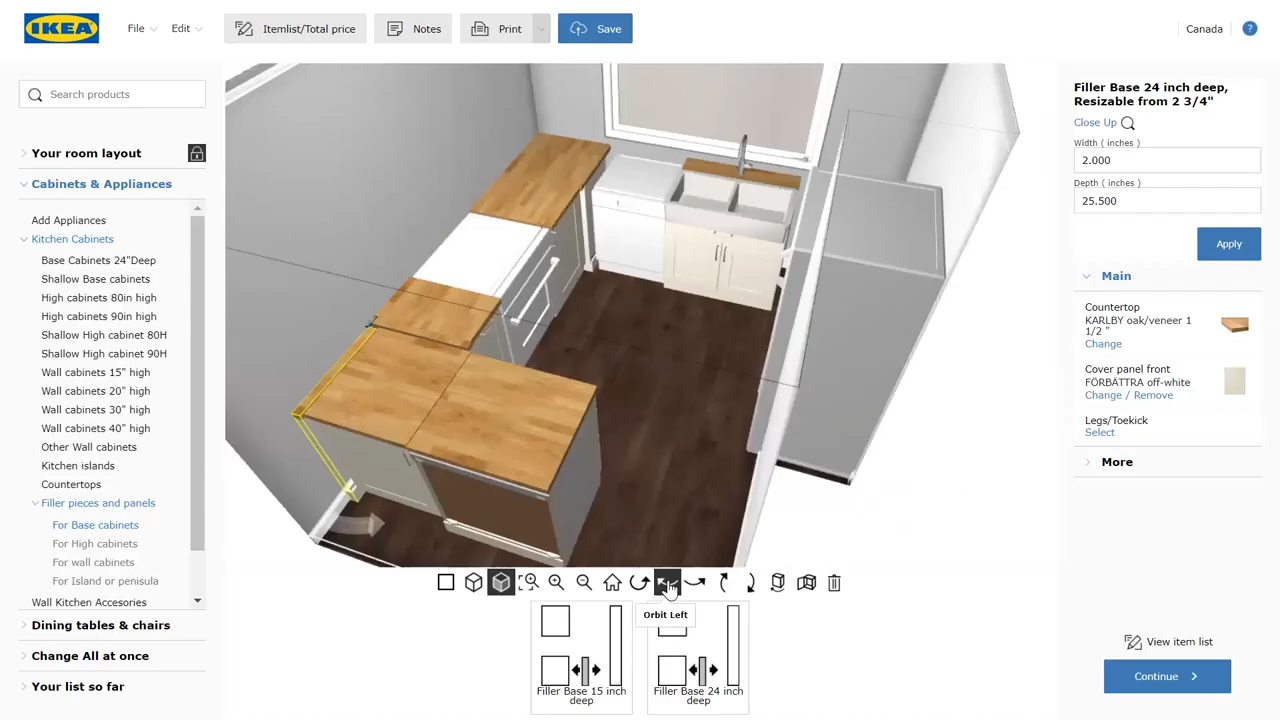 IKEA
File
Edit
Itemlist/Total price
Notes
Print
Save
Canada
?
Search products
Your room layout
Cabinets & Appliances
Add Appliances
Kitchen Cabinets
Base Cabinets 24"Deep
Shallow Base cabinets
High cabinets 80in high
High cabinets 90in high
Shallow High cabinet 80H
Shallow High cabinet 90H
Wall cabinets 15" high
Wall cabinets 20" high
Wall cabinets 30" high
Wall cabinets 40" high
Other Wall cabinets
Kitchen islands
Countertops
Filler pieces and panels
For Base cabinets
For High cabinets
For wall cabinets
For Island or penisula
Wall Kitchen Accesories
Dining tables & chairs
Change All at once
Your list so far
Orbit Left
Filler Base 15 inch
deep
Filler Base 24 inch
deep
Filler Base 24 inch deep,
Resizable from 2 3/4"
Close Up
Width ( inches )
2.000
Depth ( inches )
25.500
Apply
Main
Countertop
KARLBY oak/veneer 1
1/2 "
Change
Cover panel front
FÖRBÄTTRA off-white
Change / Remove
Legs/Toekick
Select
More
View item list
Continue